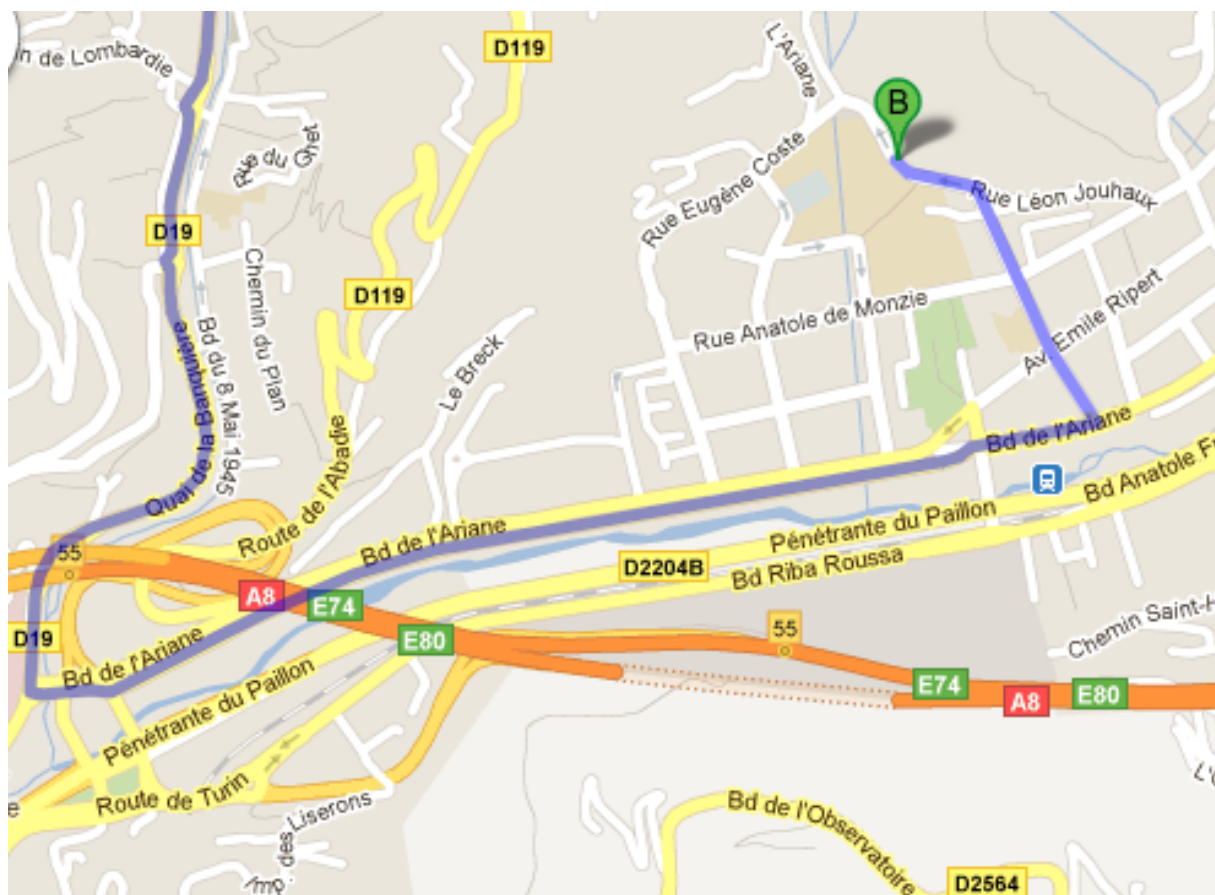 D119
L'Ariane
in de Lombardie
B
Rue du Ghet
Rue Eugène Coste
Rue Léon Jouhaux
D19
Chemin du Plan
D119
Rue Anatole de Monzie
Av. Emile Ripert
Quai de la Banquière
Bd du 8 Mai 1945
Le Breck
Route de l'Abadie
Bd de l'Ariane
Bd de l'Ariane
Bd Anatole Fr
Pénétrante du Paillon
55
D2204B
Bd Riba Roussa
A8
E74
E80
D19
Bd de l'Ariane
55
Chemin Saint-H
Pénétrante du Paillon
E74
A8
E80
Route de Turin
e
Imp. des Liserons
Bd de l'Observatoire
D2564